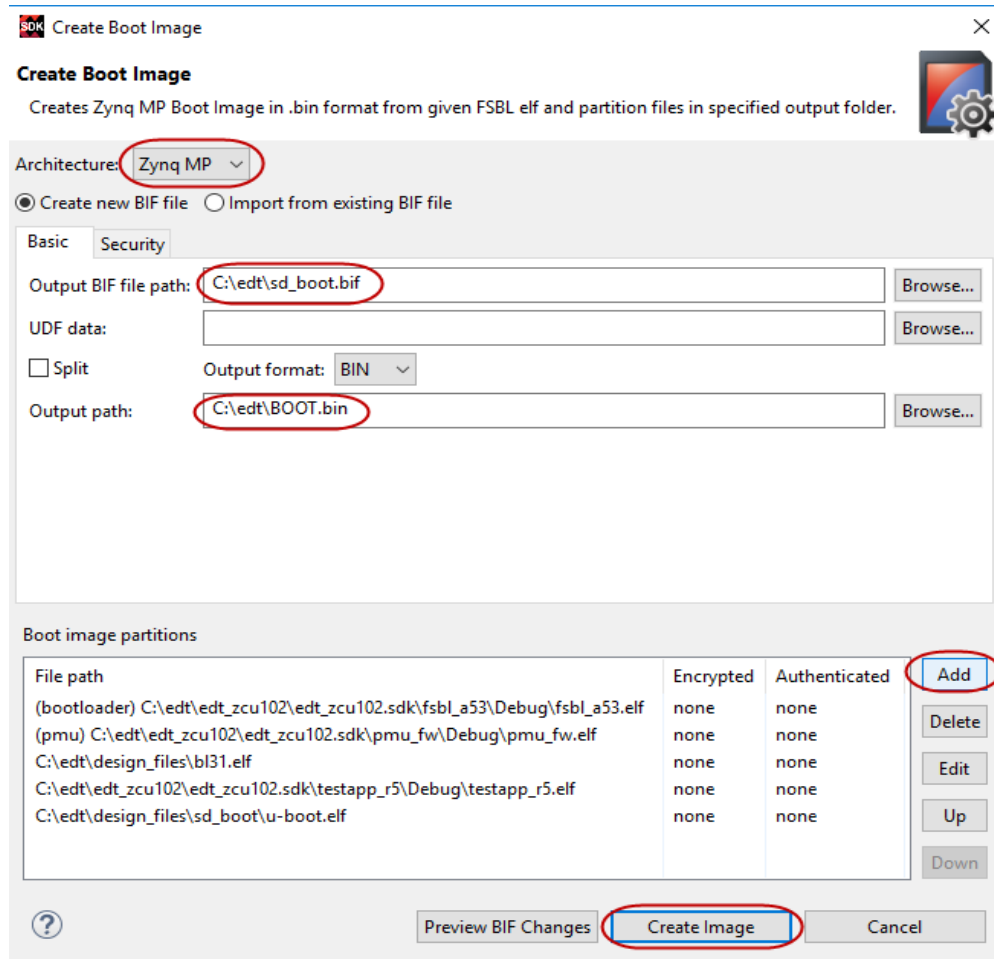 SDK Create Boot Image
Create Boot Image
Creates Zynq MP Boot Image in .bin format from given FSBL elf and partition files in specified output folder.
Architecture: Zynq MP
Create new BIF file Import from existing BIF file
Basic Security
Output BIF file path: C:\edt\sd_boot.bif Browse...
UDF data: Browse...
Split Output format: BIN
Output path: C:\edt\BOOT.bin Browse...
Boot image partitions
File path Encrypted Authenticated Add
(bootloader) C:\edt\edt_zcu102\edt_zcu102.sdk\fsbl_a53\Debug\fsbl_a53.elf none none
(pmu) C:\edt\edt_zcu102\edt_zcu102.sdk\pmu_fw\Debug\pmu_fw.elf none none Delete
C:\edt\design_files\bl31.elf none none Edit
C:\edt\edt_zcu102\edt_zcu102.sdk\testapp_r5\Debug\testapp_r5.elf none none
C:\edt\design_files\sd_boot\u-boot.elf none none Up
Down
? Preview BIF Changes Create Image Cancel